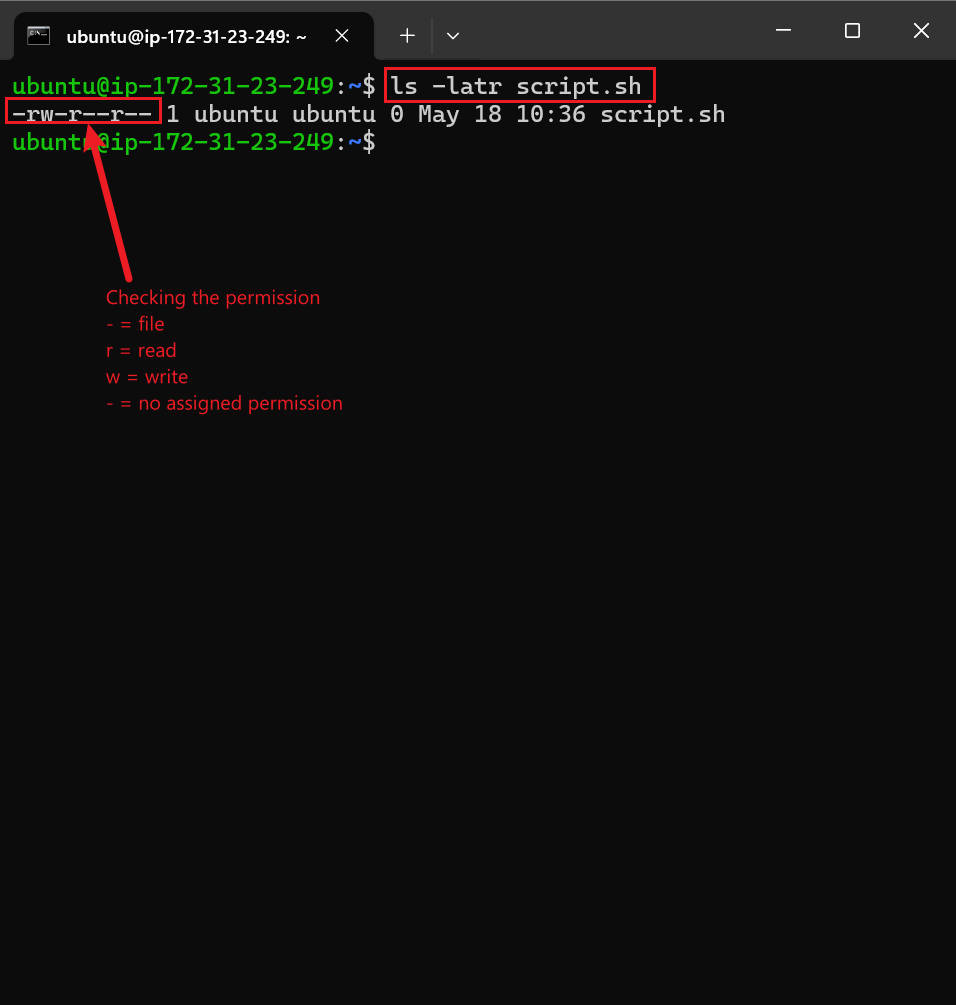 ubuntu@ip-172-31-23-249: ~
ubuntu@ip-172-31-23-249:~$ ls -latr script.sh
-rw-r--r-- 1 ubuntu ubuntu 0 May 18 10:36 script.sh
ubuntu@ip-172-31-23-249:~$
Checking the permission
- = file
r = read
w = write
- = no assigned permission